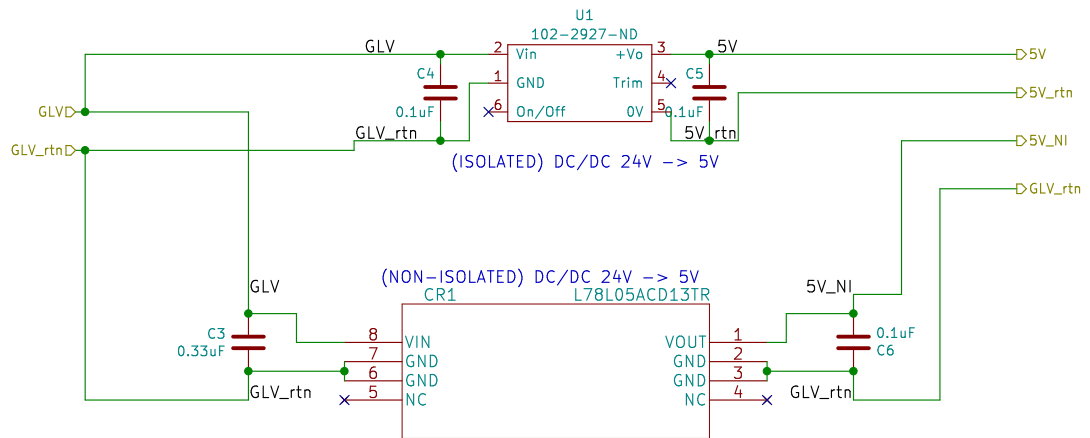 U1
102-2927-ND
GLV
2 Vin +Vo 3
5V
5V
C4
1 GND Trim 4
C5
5V_rtn
0.1uF
6 On/Off 0V 5
0.1uF
GLV
GLV_rtn
5V_rtn
5V_NI
GLV_rtn
(ISOLATED) DC/DC 24V -> 5V
GLV_rtn
(NON-ISOLATED) DC/DC 24V -> 5V
GLV
5V_NI
CR1
L78L05ACD13TR
C3
0.33uF
8 VIN VOUT 1
7 GND GND 2
6 GND GND 3
5 NC NC 4
0.1uF
C6
GLV_rtn
GLV_rtn